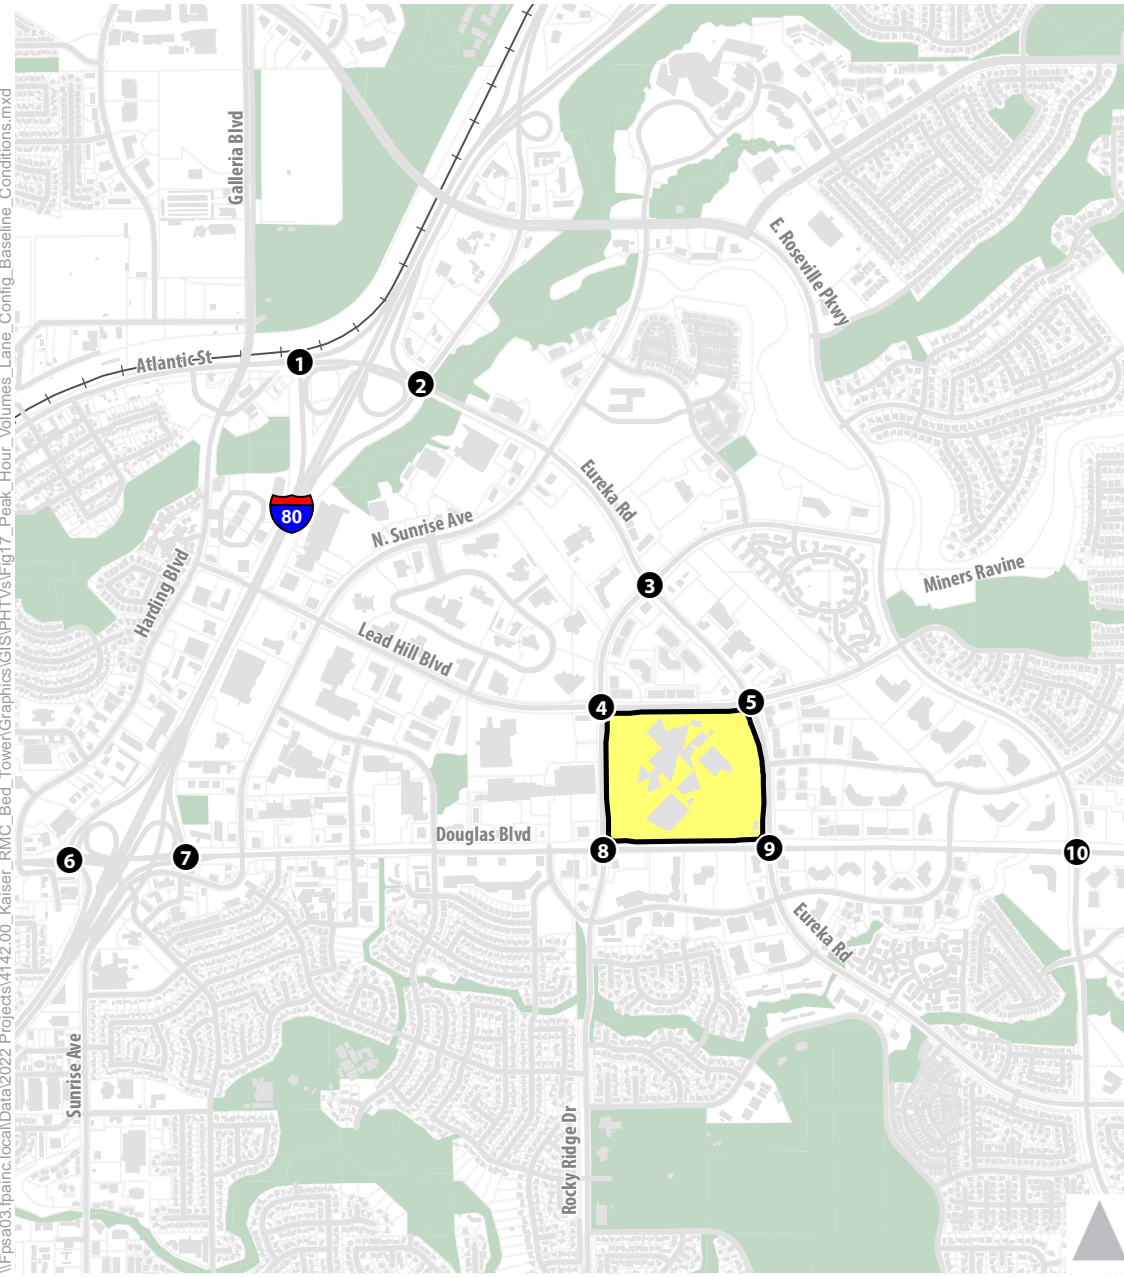 \\Fpsa03.fpainc.local\Data\2022 Projects\4142.00_Kaiser_RMC_Bed_Tower\Graphics\GIS\PHTVs\Fig17_Peak_Hour_Volumes_Lane_Config_Baseline_Conditions.mxd
Galleria Blvd
E. Roseville Pkwy
Atlantic St
1
2
Eureka Rd
80
N. Sunrise Ave
Harding Blvd
3
Miners Ravine
Lead Hill Blvd
4
5
Douglas Blvd
6
7
8
9
10
Eureka Rd
Sunrise Ave
Rocky Ridge Dr